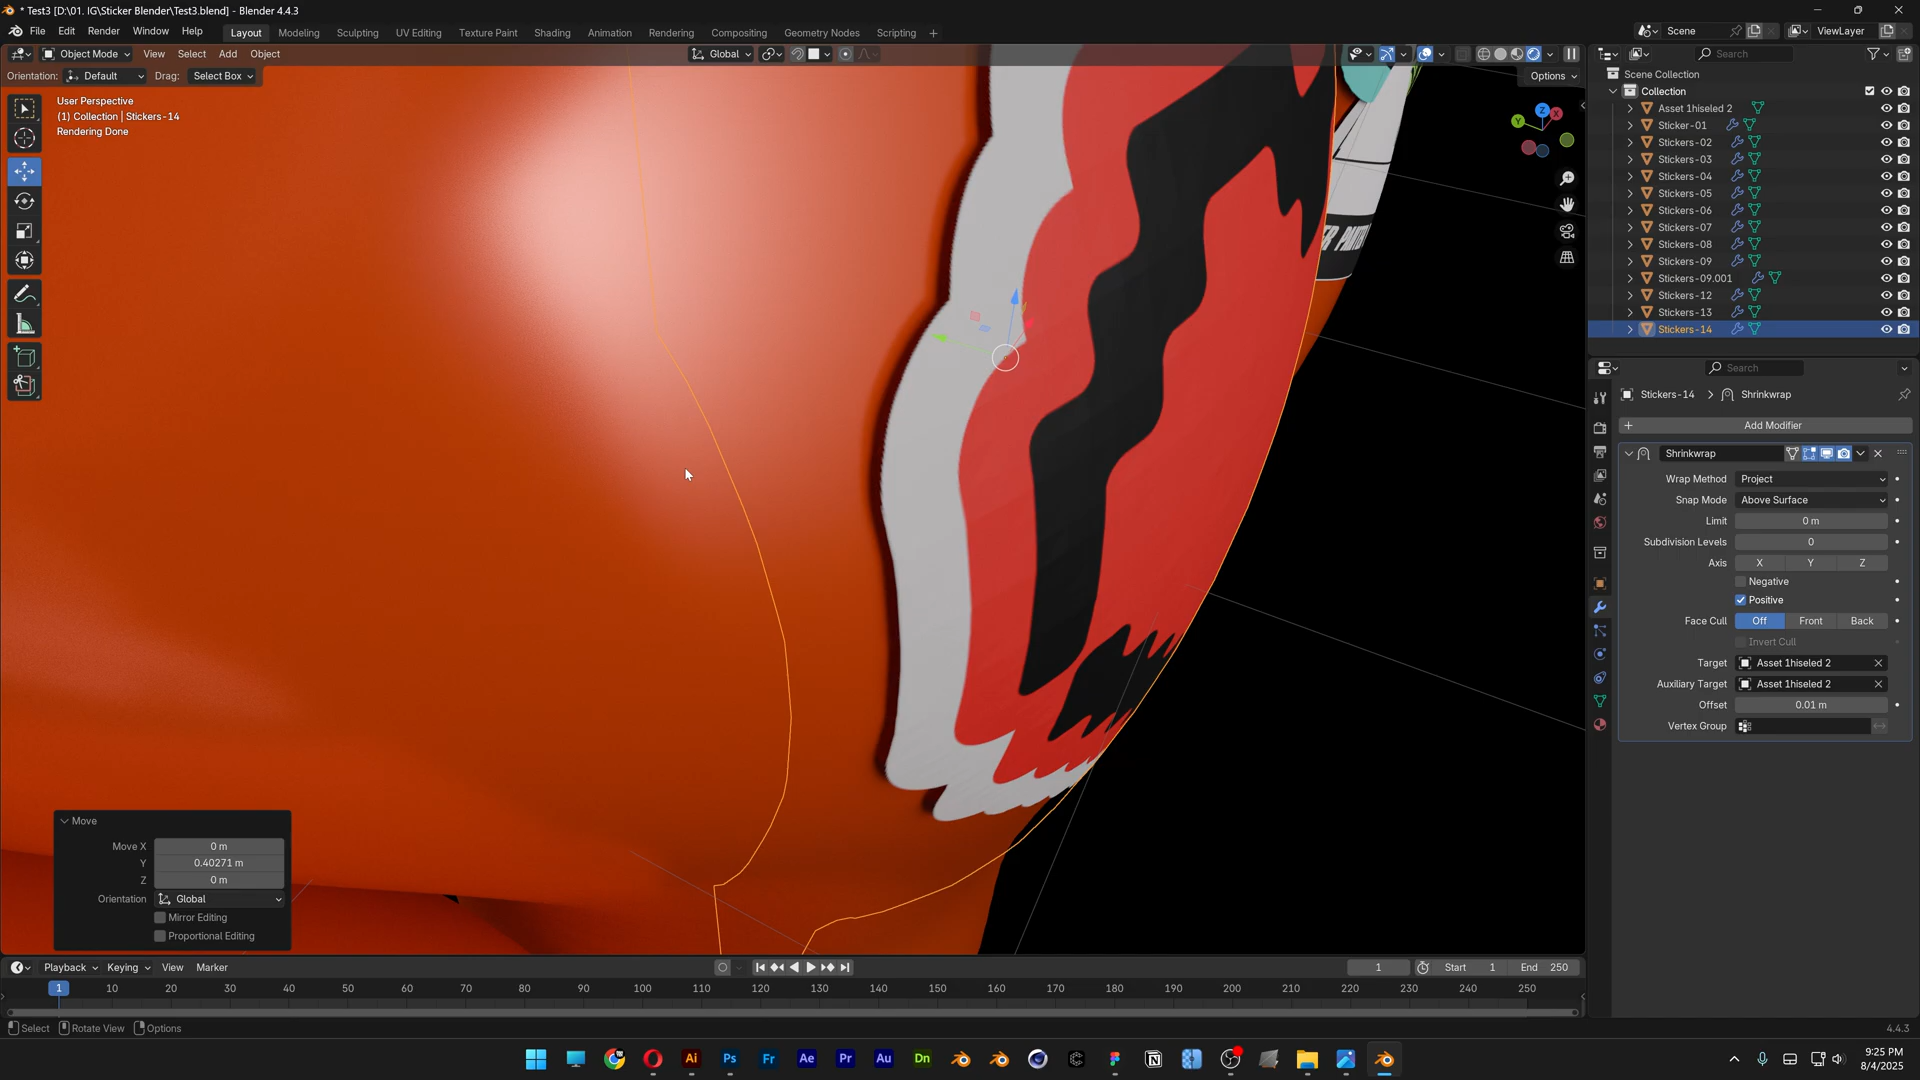 * Test3 [D:\01. IG\Sticker Blender\Test3.blend] - Blender 4.4.3
File Edit Render Window Help Layout Modeling Sculpting UV Editing Texture Paint Shading Animation Rendering Compositing Geometry Nodes Scripting + Scene ViewLayer
Object Mode View Select Add Object Global Search
Orientation: Default Drag: Select Box Options
User Perspective
(1) Collection | Stickers-14
Rendering Done
Z
X
Y
Scene Collection
Collection
Asset 1hiseled 2
Sticker-01
Stickers-02
Stickers-03
Stickers-04
Stickers-05
Stickers-06
Stickers-07
Stickers-08
Stickers-09
Stickers-09.001
Stickers-12
Stickers-13
Stickers-14
Search
Stickers-14 > Shrinkwrap
+ Add Modifier
Shrinkwrap
Wrap Method Project
Snap Mode Above Surface
Limit 0 m
Subdivision Levels 0
Axis X Y Z
Negative
Positive
Face Cull Off Front Back
Invert Cull
Target Asset 1hiseled 2
Auxiliary Target Asset 1hiseled 2
Offset 0.01 m
Vertex Group
Move
Move X 0 m
Y 0.40271 m
Z 0 m
Orientation Global
Mirror Editing
Proportional Editing
Playback Keying View Marker 1 Start 1 End 250
1 10 20 30 40 50 60 70 80 90 100 110 120 130 140 150 160 170 180 190 200 210 220 230 240 250
Select Rotate View Options 4.4.3
Ai Ps Fr Ae Pr Au Dn
9:25 PM
8/4/2025